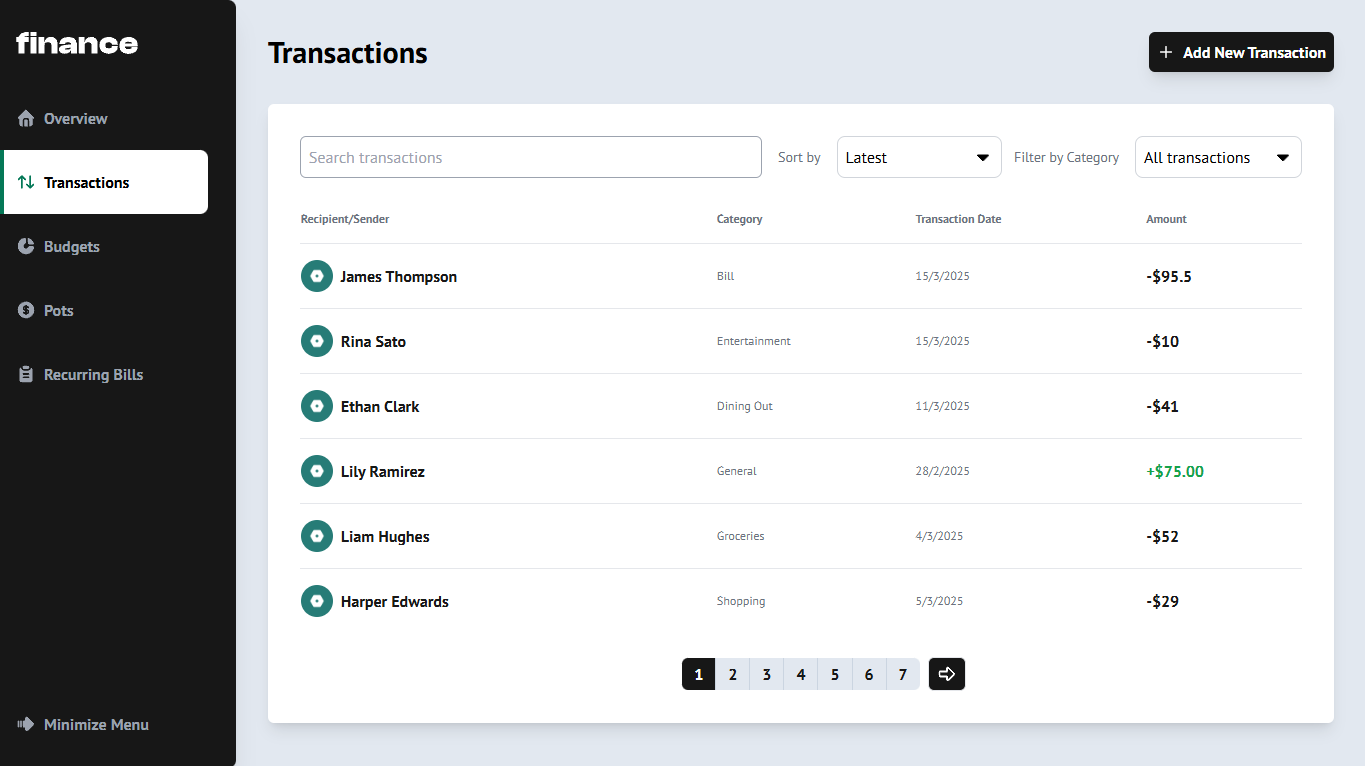 finance
Overview
Transactions
Budgets
Pots
Recurring Bills
Minimize Menu
Transactions
+ Add New Transaction
Search transactions Sort by Latest Filter by Category All transactions
Recipient/Sender Category Transaction Date Amount
James Thompson Bill 15/3/2025 -$95.5
Rina Sato Entertainment 15/3/2025 -$10
Ethan Clark Dining Out 11/3/2025 -$41
Lily Ramirez General 28/2/2025 +$75.00
Liam Hughes Groceries 4/3/2025 -$52
Harper Edwards Shopping 5/3/2025 -$29
1 2 3 4 5 6 7